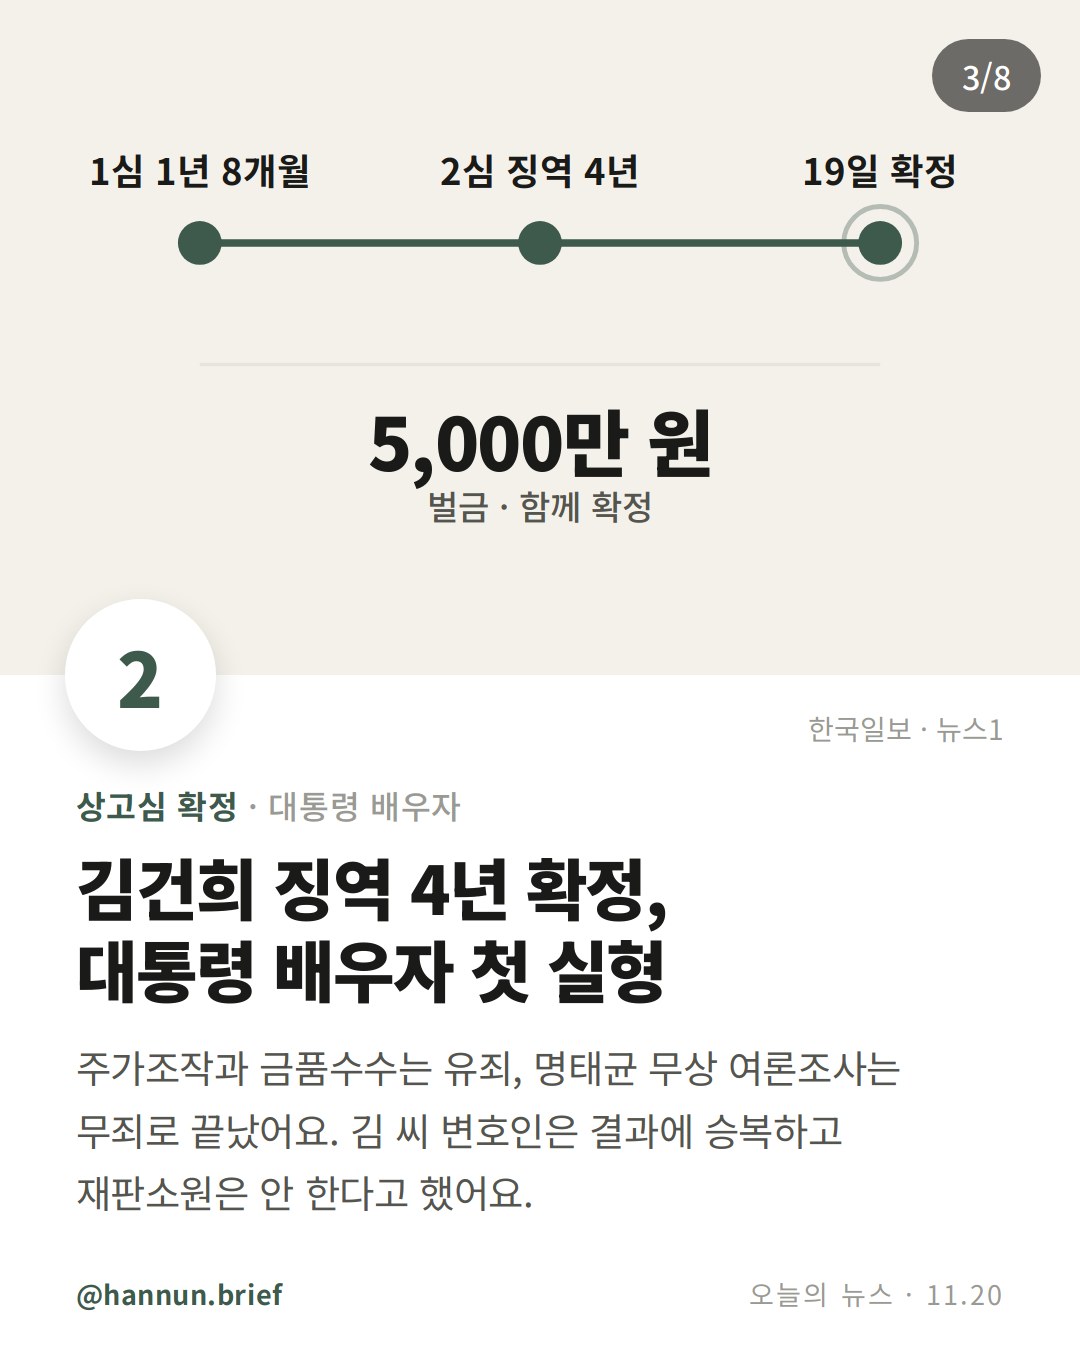 3/8
1심 1년 8개월
2심 징역 4년
19일 확정
5,000만 원
벌금 · 함께 확정
2
한국일보 · 뉴스1
상고심 확정 · 대통령 배우자
김건희 징역 4년 확정,
대통령 배우자 첫 실형
주가조작과 금품수수는 유죄, 명태균 무상 여론조사는
무죄로 끝났어요. 김 씨 변호인은 결과에 승복하고
재판소원은 안 한다고 했어요.
@hannun.brief
오늘의 뉴스 · 11.20